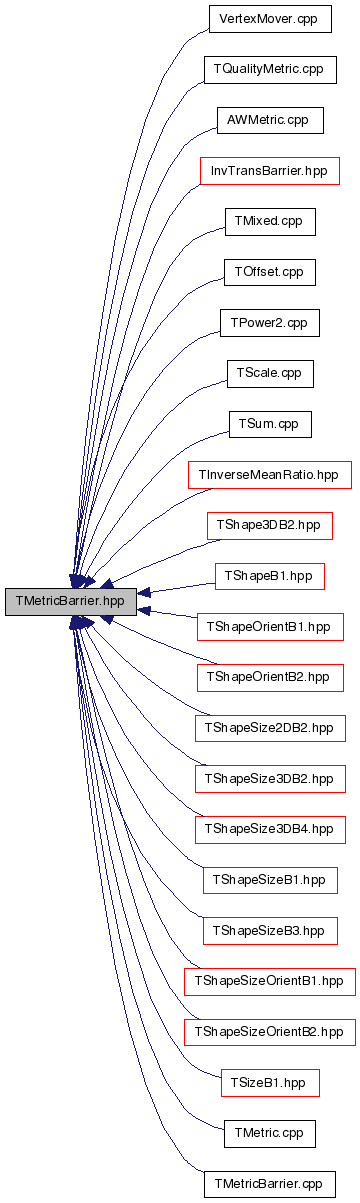 VertexMover.cpp
TQualityMetric.cpp
AWMetric.cpp
InvTransBarrier.hpp
TMixed.cpp
TOffset.cpp
TPower2.cpp
TScale.cpp
TSum.cpp
TInverseMeanRatio.hpp
TShape3DB2.hpp
TShapeB1.hpp
TMetricBarrier.hpp
TShapeOrientB1.hpp
TShapeOrientB2.hpp
TShapeSize2DB2.hpp
TShapeSize3DB2.hpp
TShapeSize3DB4.hpp
TShapeSizeB1.hpp
TShapeSizeB3.hpp
TShapeSizeOrientB1.hpp
TShapeSizeOrientB2.hpp
TSizeB1.hpp
TMetric.cpp
TMetricBarrier.cpp